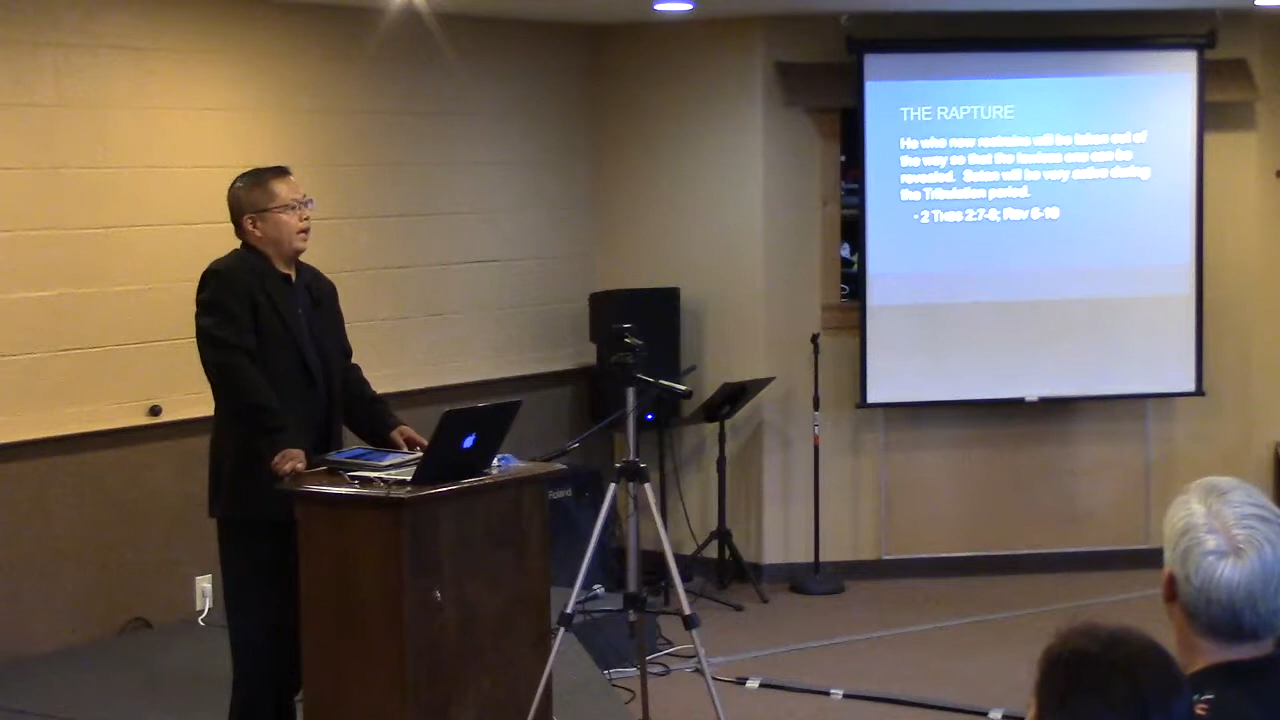 THE RAPTURE
He who now restrains will be taken out of
the way so that the lawless one can be
revealed. Satan will be very active during
the Tribulation period.
• 2 THES 2:7-8; REV 6-19
Roland